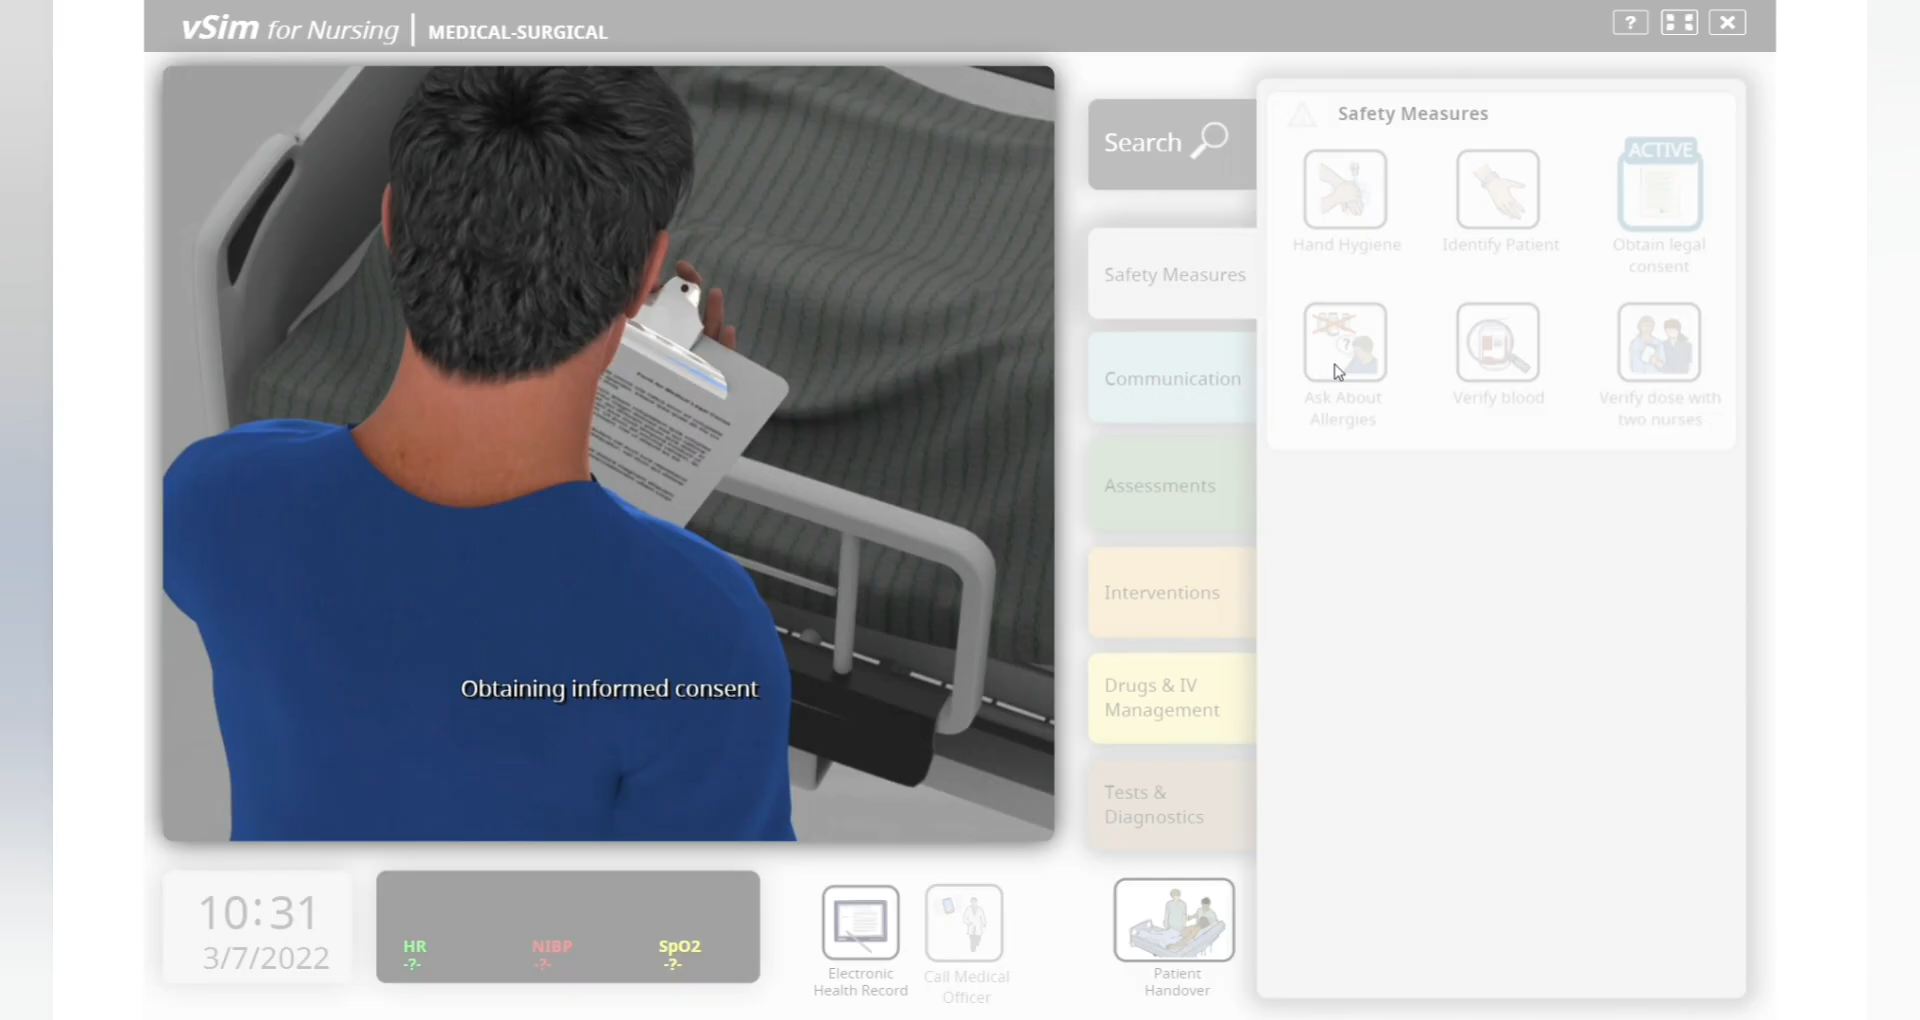 vSim for Nursing | MEDICAL-SURGICAL
?
Search
Safety Measures
Communication
Assessments
Interventions
Drugs & IV
Management
Tests &
Diagnostics
Safety Measures
Hand Hygiene
Identify Patient
ACTIVE
Obtain legal
consent
?
Ask About
Allergies
Verify blood
Verify dose with
two nurses
Obtaining informed consent
10:31
3/7/2022
HR
-?-
NIBP
-?-
SpO2
-?-
Electronic
Health Record
Call Medical
Officer
Patient
Handover